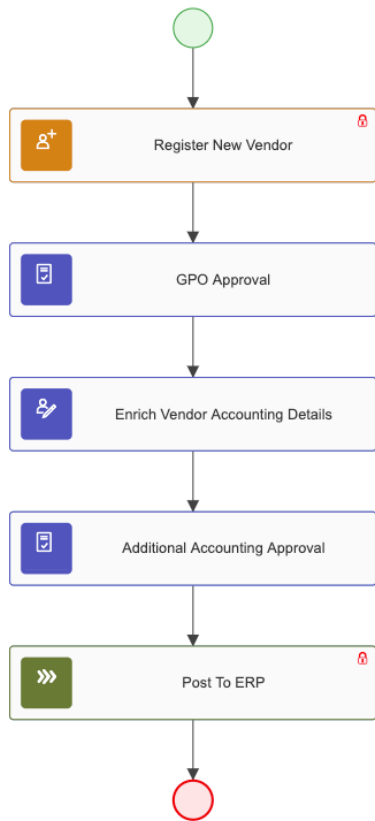 Register New Vendor
GPO Approval
Enrich Vendor Accounting Details
Additional Accounting Approval
Post To ERP